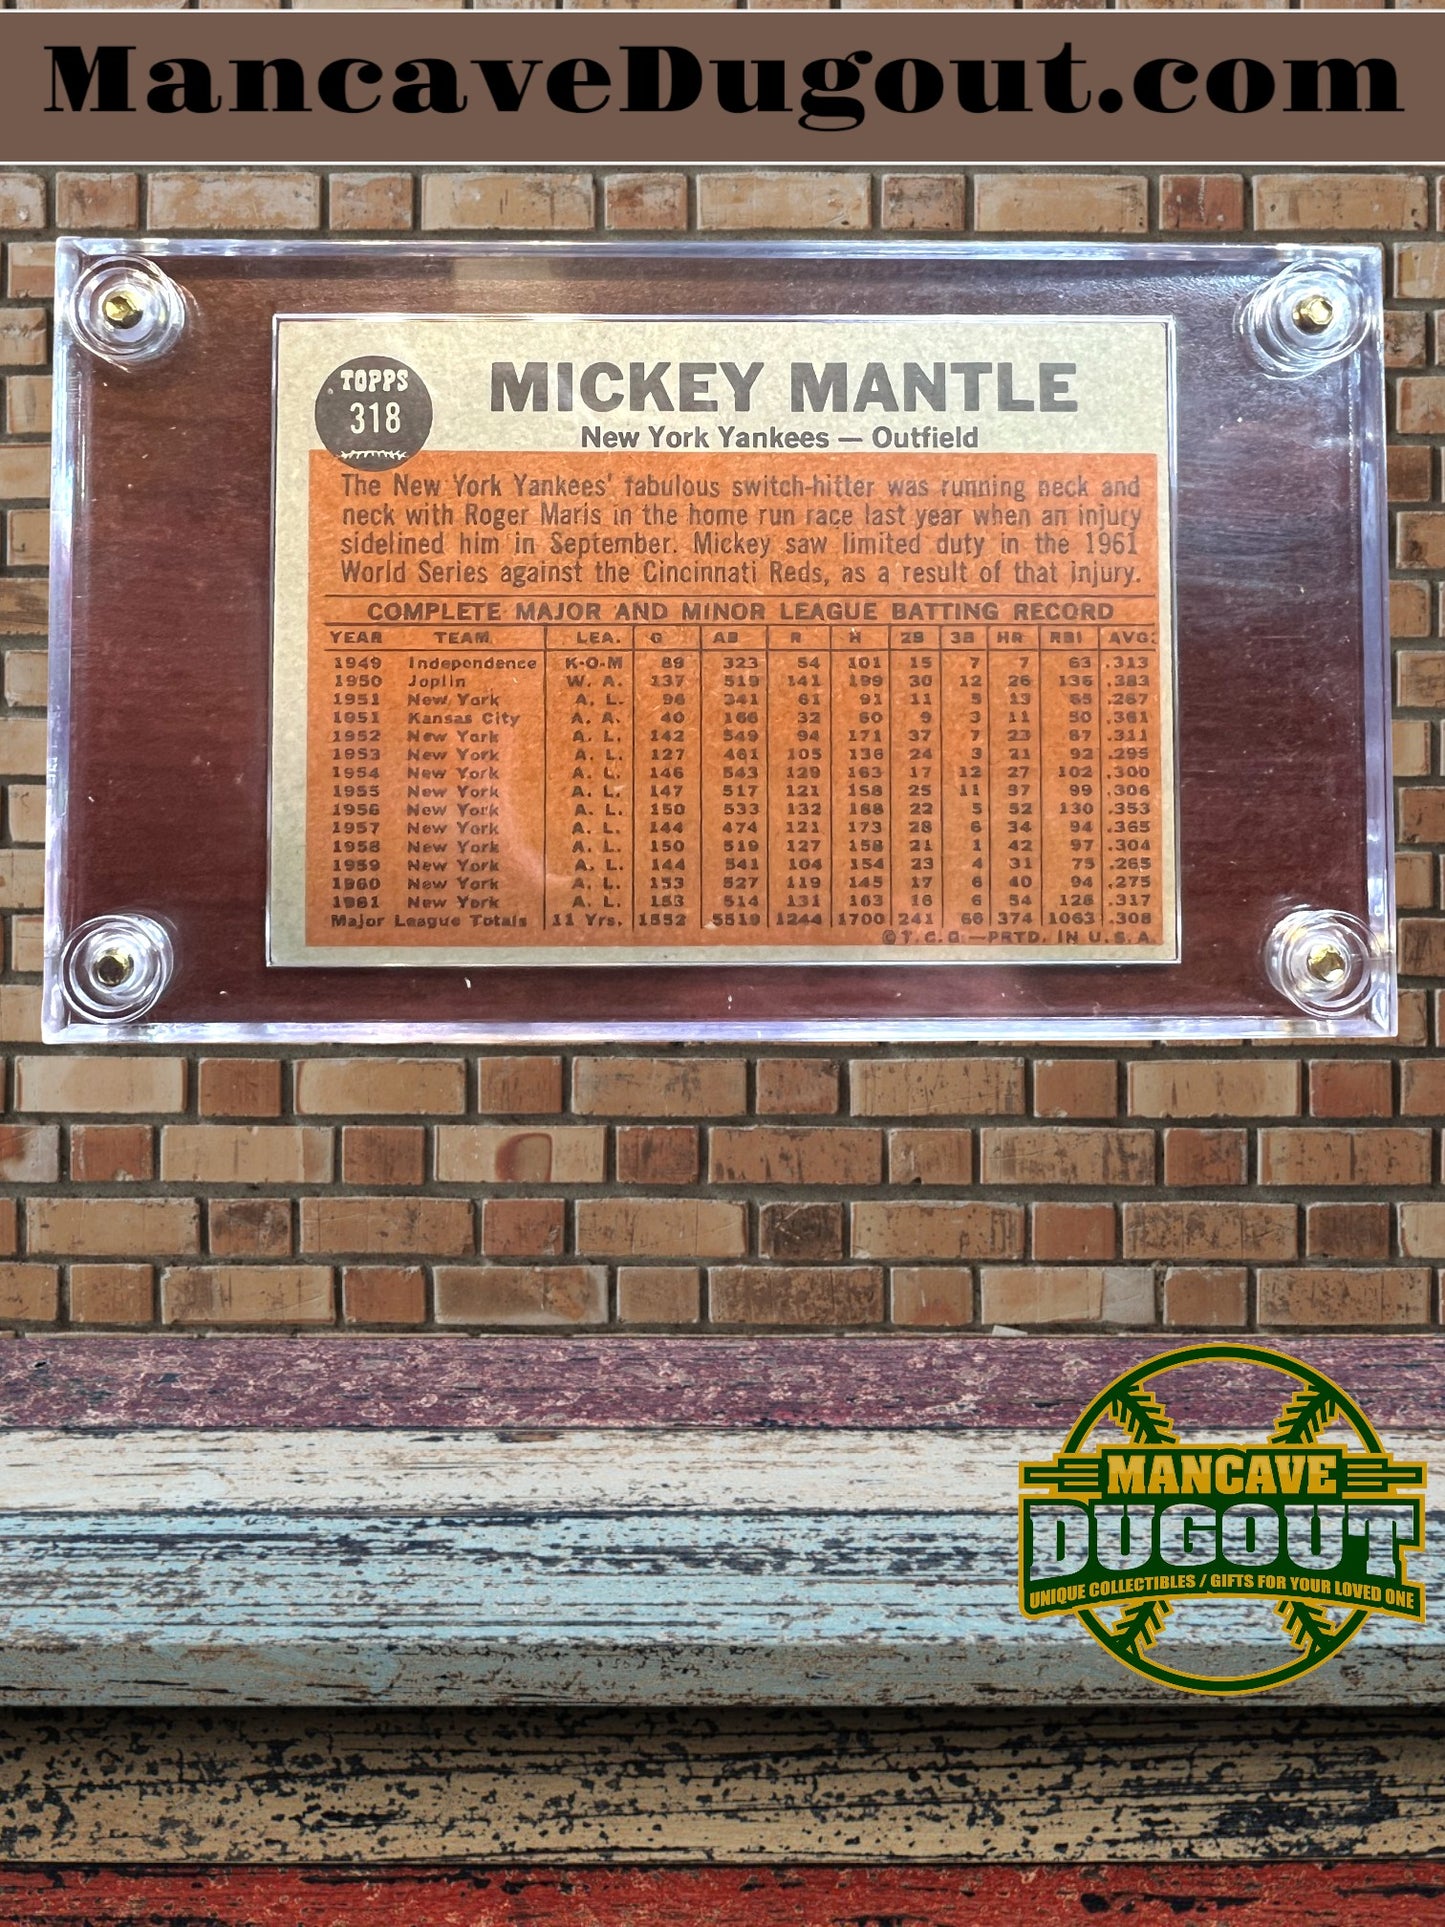 MancaveDugout.com
TOPPS
318
MICKEY MANTLE
New York Yankees — Outfield
The New York Yankees' fabulous switch-hitter was running neck and
neck with Roger Maris in the home run race last year when an injury
sidelined him in September. Mickey saw limited duty in the 1961
World Series against the Cincinnati Reds, as a result of that injury.
COMPLETE MAJOR AND MINOR LEAGUE BATTING RECORD
YEAR TEAM LEA. G AB R H 2B 3B HR RBI AVG.
1949 Independence K-O-M 89 323 54 101 15 7 7 63 .313
1950 Joplin W. A. 137 519 141 199 30 12 26 136 .383
1951 New York A. L. 96 341 61 91 11 5 13 65 .267
1951 Kansas City A. A. 40 166 32 60 9 3 11 50 .361
1952 New York A. L. 142 549 94 171 37 7 23 87 .311
1953 New York A. L. 127 461 105 136 24 3 21 92 .295
1954 New York A. L. 146 543 129 163 17 12 27 102 .300
1955 New York A. L. 147 517 121 158 25 11 37 99 .306
1956 New York A. L. 150 533 132 188 22 5 52 130 .353
1957 New York A. L. 144 474 121 173 28 6 34 94 .365
1958 New York A. L. 150 519 127 158 21 1 42 97 .304
1959 New York A. L. 144 541 104 154 23 4 31 75 .265
1960 New York A. L. 153 527 119 145 17 6 40 94 .275
1961 New York A. L. 153 514 131 163 16 6 54 128 .317
Major League Totals 11 Yrs. 1552 5519 1244 1700 241 66 374 1063 .308
© T. C. G.—PRTD. IN U. S. A.
MANCAVE
DUGOUT
UNIQUE COLLECTIBLES / GIFTS FOR YOUR LOVED ONE